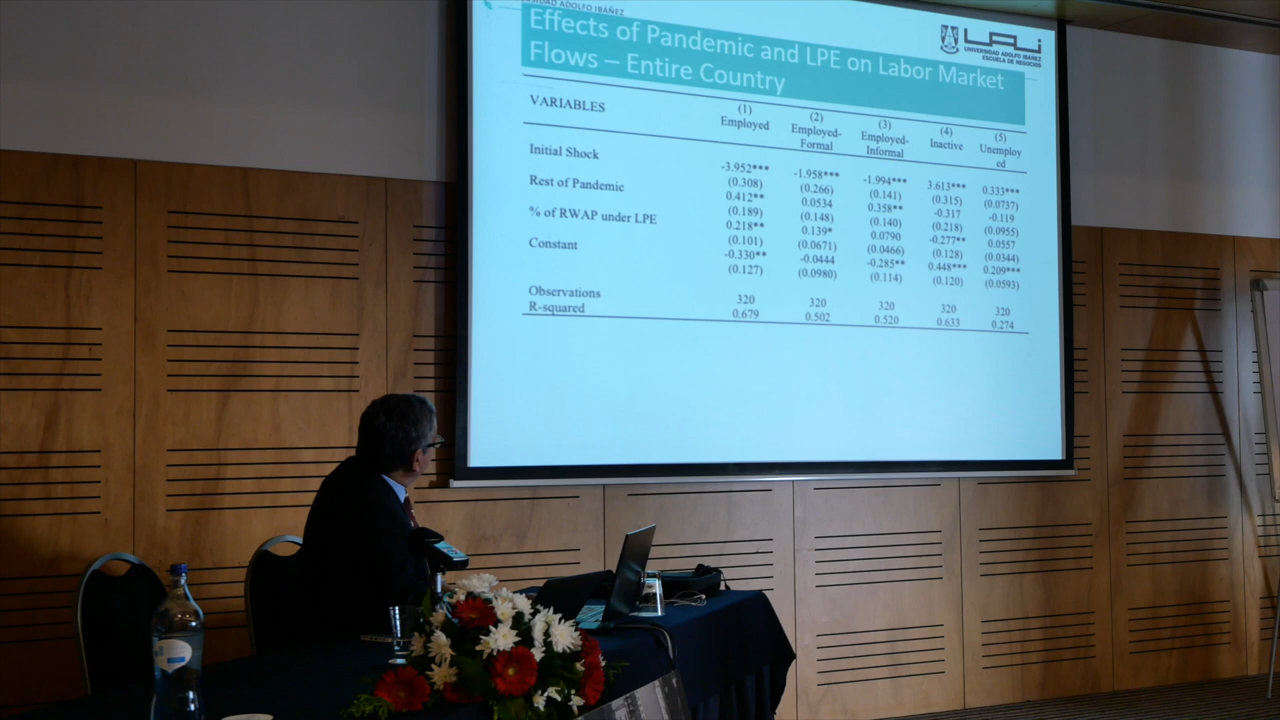 UNIVERSIDAD ADOLFO IBÁÑEZ
ESCUELA DE NEGOCIOS
Effects of Pandemic and LPE on Labor Market
Flows – Entire Country
VARIABLES (1) (2) (3) (4) (5)
Employed Employed- Employed- Inactive Unemploy
Formal Informal ed
Initial Shock -3.952*** -1.958*** -1.994*** 3.613*** 0.333***
(0.308) (0.266) (0.141) (0.315) (0.0737)
Rest of Pandemic 0.412** 0.0534 0.358** -0.317 -0.119
(0.189) (0.148) (0.140) (0.218) (0.0955)
% of RWAP under LPE 0.218** 0.139* 0.0790 -0.277** 0.0557
(0.101) (0.0671) (0.0466) (0.128) (0.0344)
Constant -0.330** -0.0444 -0.285** 0.448*** 0.209***
(0.127) (0.0980) (0.114) (0.120) (0.0593)
Observations 320 320 320 320 320
R-squared 0.679 0.502 0.520 0.633 0.274